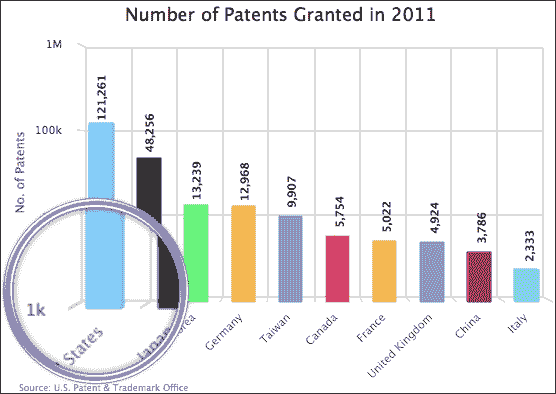 Number of Patents Granted in 2011
1M
100k
1k
No. of Patents
121,261
48,256
13,239
12,968
9,907
5,754
5,022
4,924
3,786
2,333
States
Japan
Germany
Taiwan
Canada
France
United Kingdom
China
Italy
Source: U.S. Patent & Trademark Office